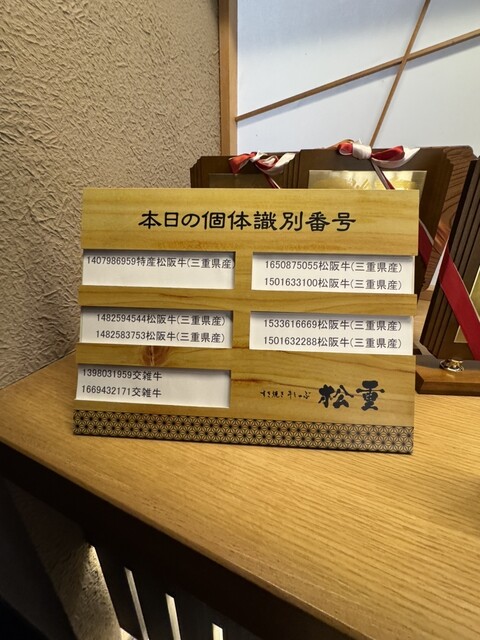 本日の個体識別番号
1407986959特産松阪牛(三重県産)
1650875055松阪牛(三重県産)
1501633100松阪牛(三重県産)
1482594544松阪牛(三重県産)
1482583753松阪牛(三重県産)
1533616669松阪牛(三重県産)
1501632288松阪牛(三重県産)
1398031959交雑牛
1669432171交雑牛
すき焼き しゃぶ
松重